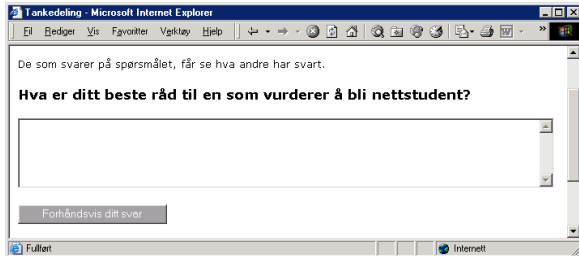 Tankedeling - Microsoft Internet Explorer
Fil Rediger Vis Favoritter Verktøy Hjelp »
De som svarer på spørsmålet, får se hva andre har svart.
Hva er ditt beste råd til en som vurderer å bli nettstudent?
Forhåndsvis ditt svar
Fullført Internett